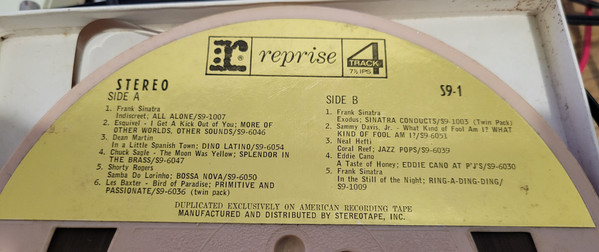 r: reprise 4 TRACK 7½ IPS
STEREO
S9-1
SIDE A
1. Frank Sinatra
Indiscreet; ALL ALONE/S9-1007
2. Esquivel - I Get A Kick Out of You; MORE OF
OTHER WORLDS, OTHER SOUNDS/S9-6046
3. Dean Martin
In a Little Spanish Town; DINO LATINO/S9-6054
4. Chuck Sagle - The Moon Was Yellow; SPLENDOR IN
THE BRASS/S9-6047
5. Shorty Rogers
Samba Do Lorinho; BOSSA NOVA/S9-6050
6. Les Baxter - Bird of Paradise; PRIMITIVE AND
PASSIONATE/S9-6036 (twin pack)
SIDE B
1. Frank Sinatra
Exodus; SINATRA CONDUCTS/S9-1003 (Twin Pack)
2. Sammy Davis, Jr. - What Kind of Fool Am I? WHAT
KIND OF FOOL AM I?/S9-6051
3. Neal Hefti
Coral Reef; JAZZ POPS/S9-6039
4. Eddie Cano
A Taste of Honey; EDDIE CANO AT P'J'S/S9-6030
5. Frank Sinatra
In the Still of the Night; RING-A-DING-DING/
S9-1009
DUPLICATED EXCLUSIVELY ON AMERICAN RECORDING TAPE
MANUFACTURED AND DISTRIBUTED BY STEREOTAPE, INC.